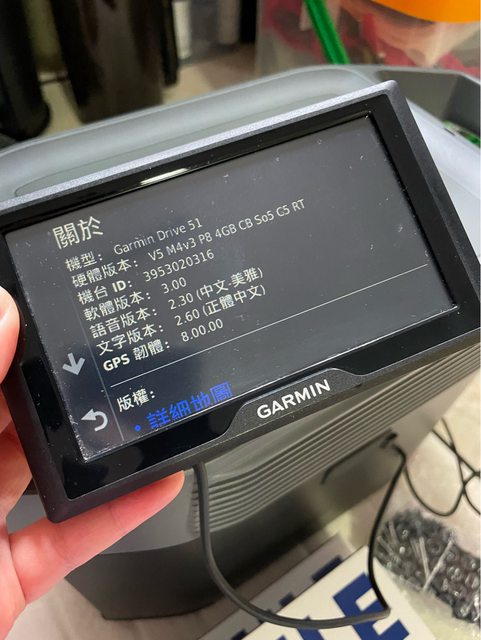 關於
機型： Garmin Drive 51
硬體版本： V5 M4v3 P8 4GB CB So5 C5 RT
機台 ID： 3953020316
軟體版本： 3.00
語音版本： 2.30 (中文 美雅)
文字版本： 2.60 (正體中文)
GPS 韌體： 8.00.00
版權：
• 詳細地圖
GARMIN